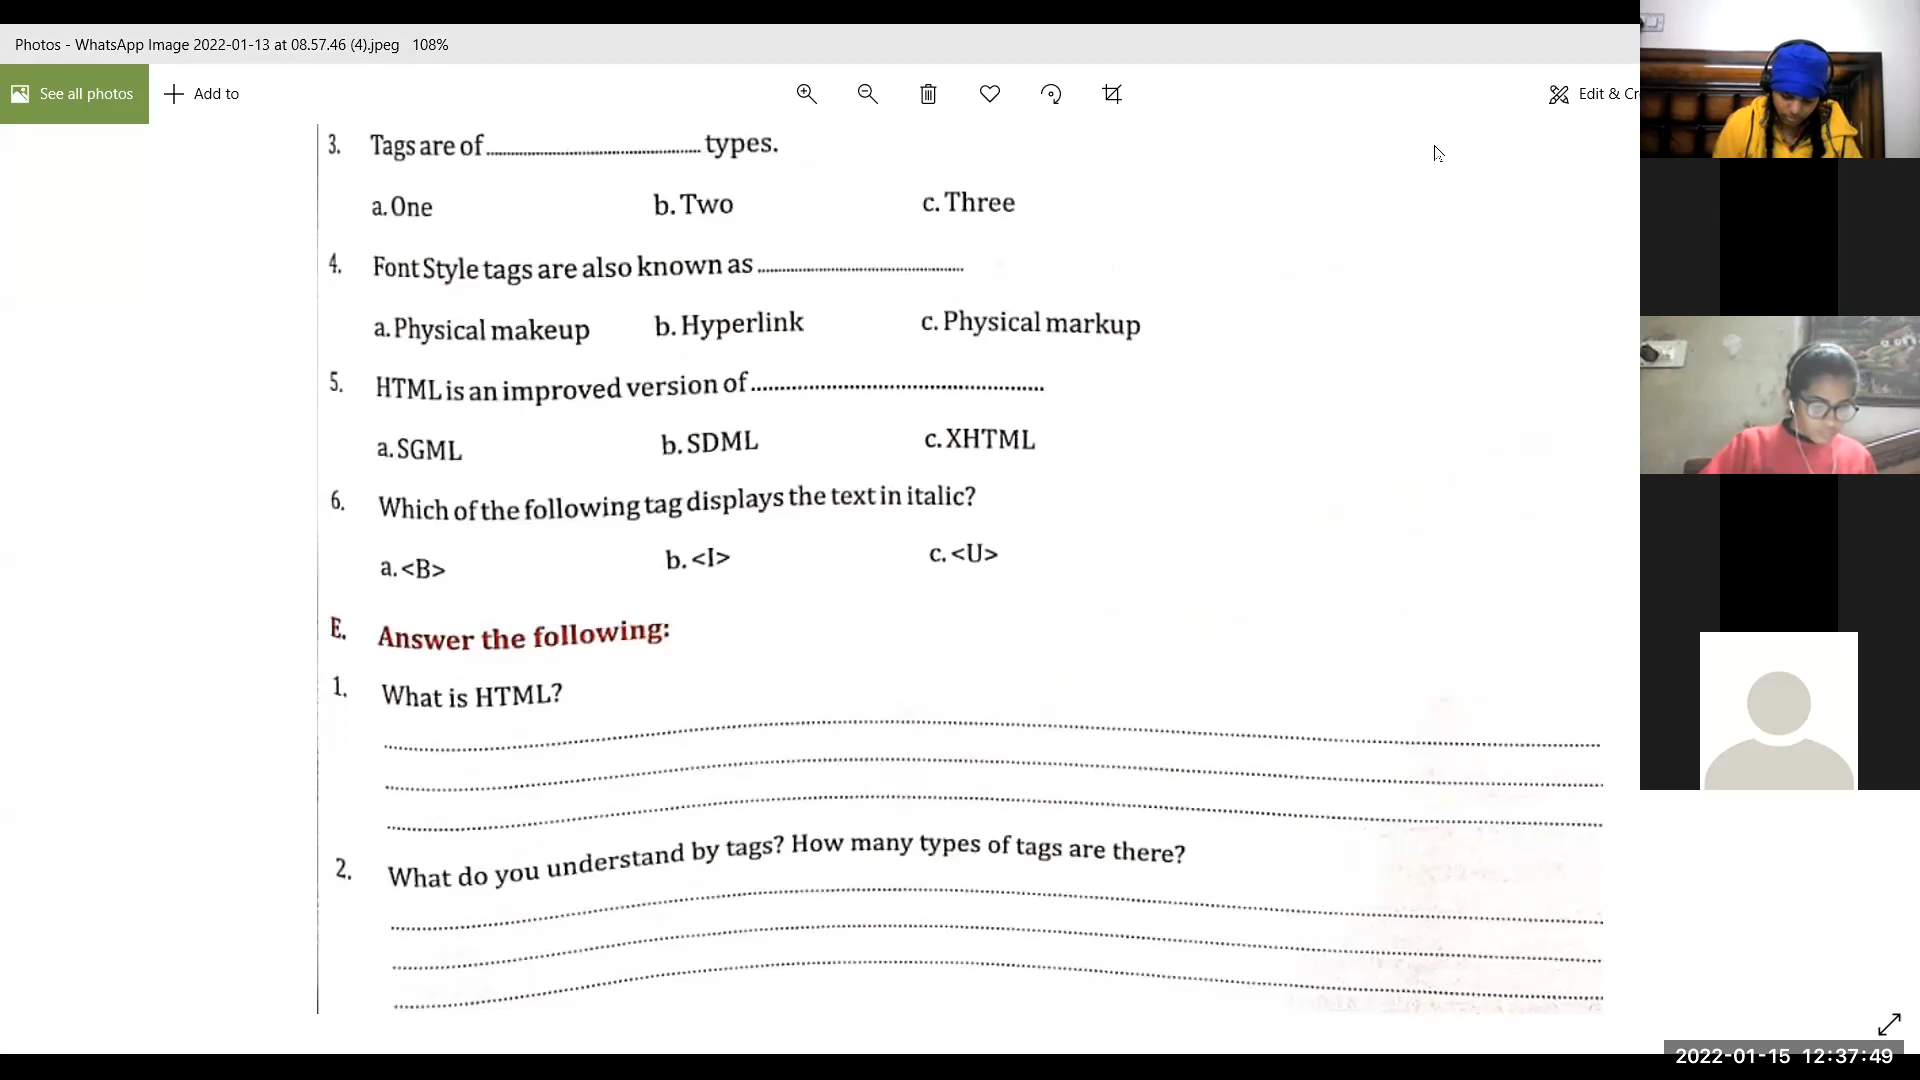 Photos - WhatsApp Image 2022-01-13 at 08.57.46 (4).jpeg 108%
See all photos
Add to
Edit & Cr
3. Tags are of ........................................ types.
a. One b. Two c. Three
4. Font Style tags are also known as ........................................
a. Physical makeup b. Hyperlink c. Physical markup
5. HTML is an improved version of ........................................
a. SGML b. SDML c. XHTML
6. Which of the following tag displays the text in italic?
a. <B> b. <I> c. <U>
E. Answer the following:
1. What is HTML?
2. What do you understand by tags? How many types of tags are there?
2022-01-15 12:37:49